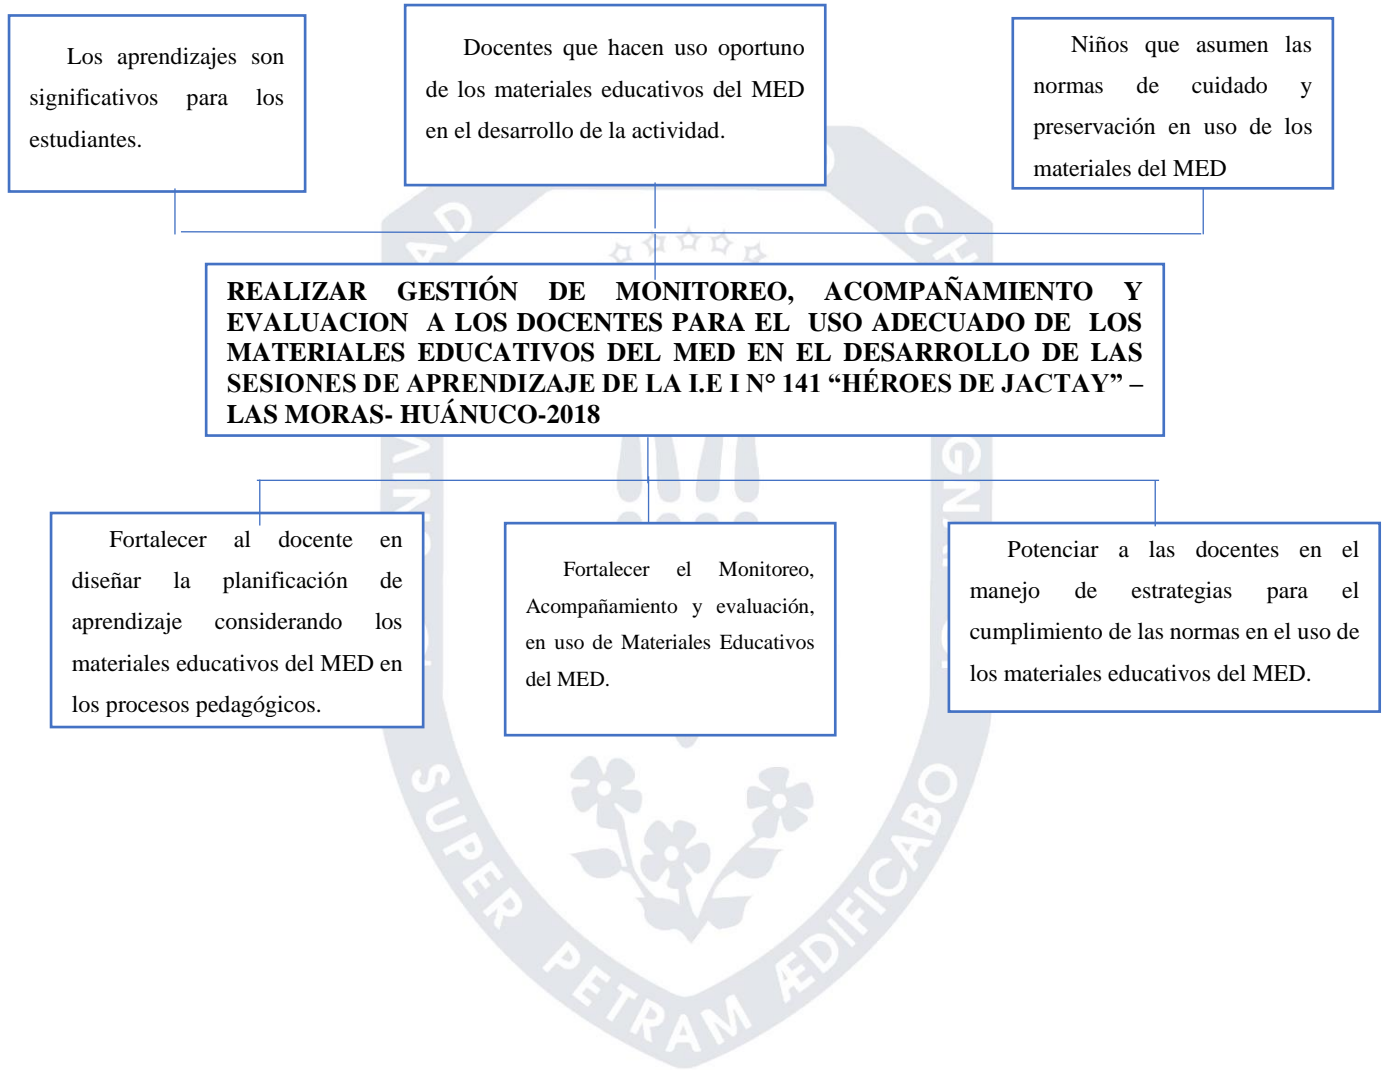 Los aprendizajes son
significativos para los
estudiantes.
Docentes que hacen uso oportuno
de los materiales educativos del MED
en el desarrollo de la actividad.
Niños que asumen las
normas de cuidado y
preservación en uso de los
materiales del MED
REALIZAR GESTIÓN DE MONITOREO, ACOMPAÑAMIENTO Y
EVALUACION A LOS DOCENTES PARA EL USO ADECUADO DE LOS
MATERIALES EDUCATIVOS DEL MED EN EL DESARROLLO DE LAS
SESIONES DE APRENDIZAJE DE LA I.E I N° 141 “HÉROES DE JACTAY” –
LAS MORAS- HUÁNUCO-2018
Fortalecer al docente en
diseñar la planificación de
aprendizaje considerando los
materiales educativos del MED en
los procesos pedagógicos.
Fortalecer el Monitoreo,
Acompañamiento y evaluación,
en uso de Materiales Educativos
del MED.
Potenciar a las docentes en el
manejo de estrategias para el
cumplimiento de las normas en el uso de
los materiales educativos del MED.
SUPER PETRAM ÆDIFICABO